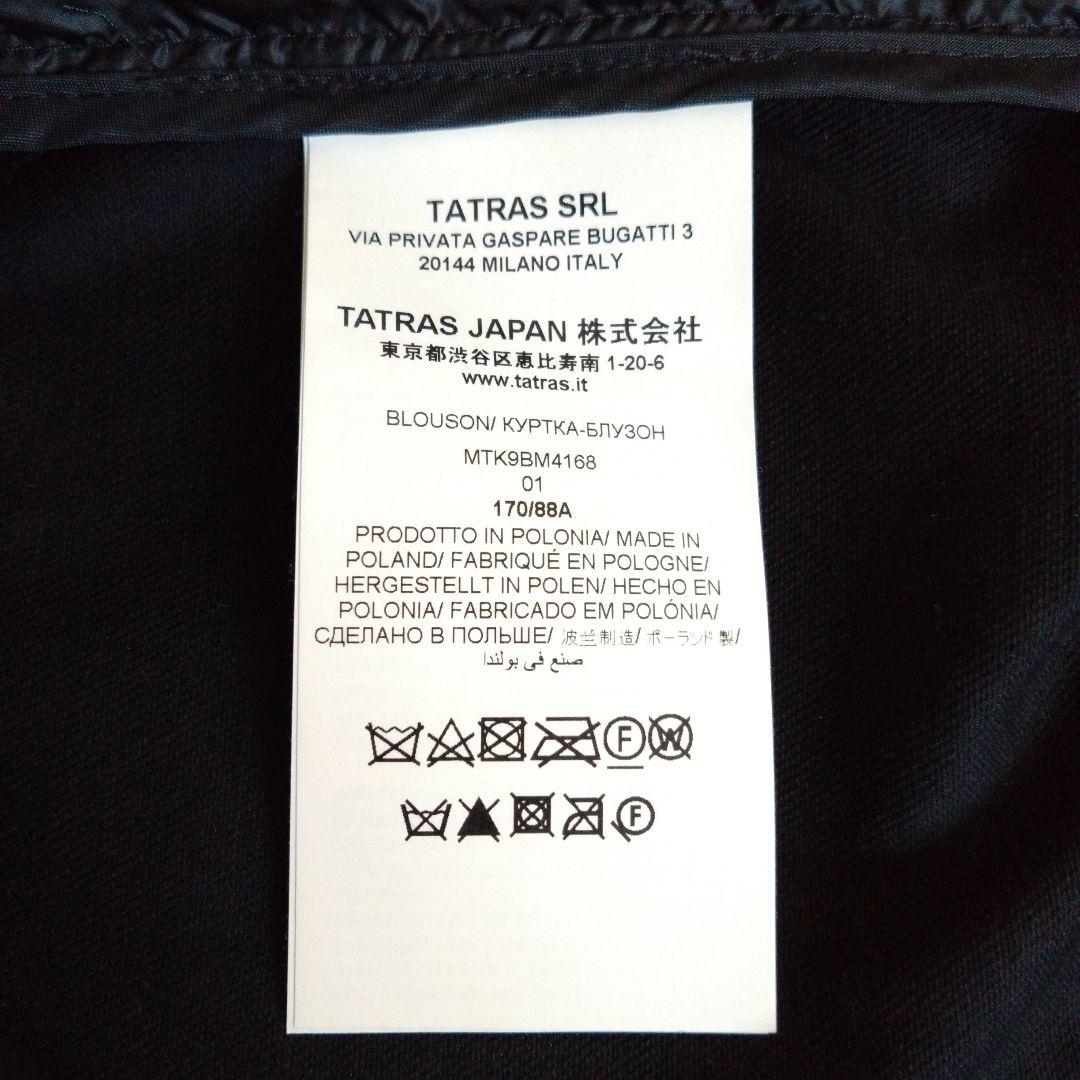 TATRAS SRL
VIA PRIVATA GASPARE BUGATTI 3
20144 MILANO ITALY
TATRAS JAPAN 株式会社
東京都渋谷区恵比寿南 1-20-6
www.tatras.it
BLOUSON/ КУРТКА-БЛУЗОН
MTK9BM4168
01
170/88A
PRODOTTO IN POLONIA/ MADE IN
POLAND/ FABRIQUÉ EN POLOGNE/
HERGESTELLT IN POLEN/ HECHO EN
POLONIA/ FABRICADO EM POLÓNIA/
СДЕЛАНО В ПОЛЬШЕ/ 波兰制造/ ポーランド製/
صنع في بولندا
F W
F